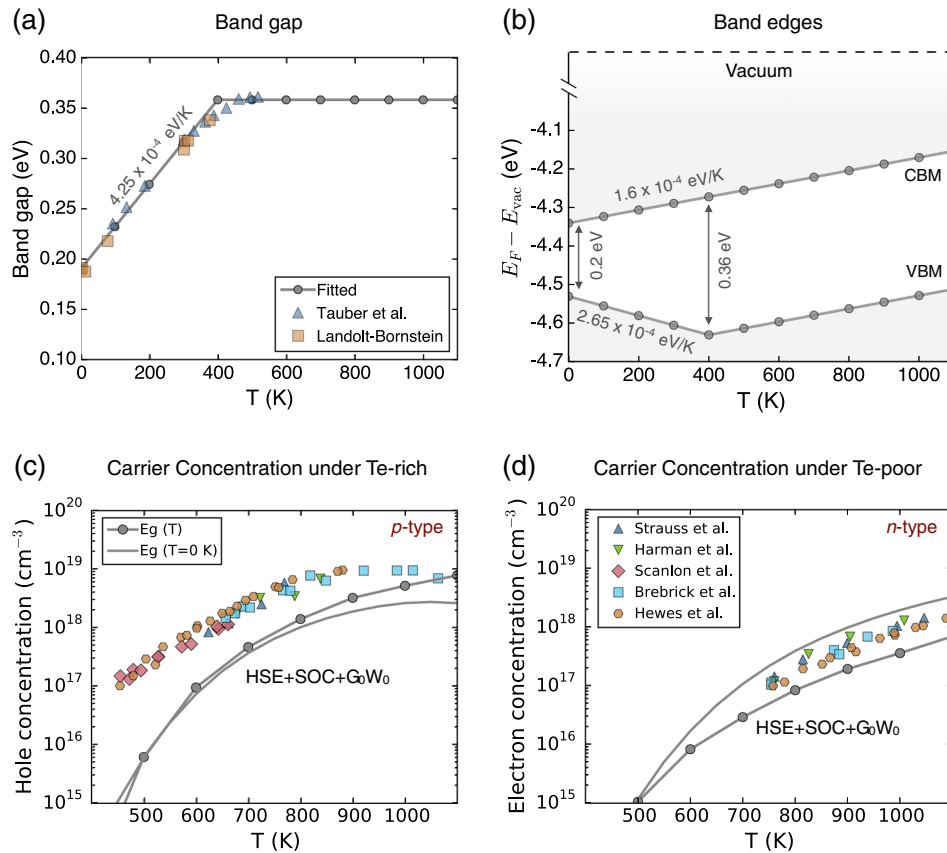 (a)
Band gap
0.40
0.35
0.30
0.25
0.20
0.15
0.10
Band gap (eV)
4.25 x 10⁻⁴ eV/K
Fitted
Tauber et al.
Landolt-Bornstein
0 200 400 600 800 1000
T (K)
(b)
Band edges
Vacuum
-4.1
-4.2
-4.3
-4.4
-4.5
-4.6
-4.7
E_F − E_vac (eV)
1.6 x 10⁻⁴ eV/K
CBM
0.2 eV
0.36 eV
VBM
2.65 x 10⁻⁴ eV/K
0 200 400 600 800 1000
T (K)
(c)
Carrier Concentration under Te-rich
10²⁰
10¹⁹
10¹⁸
10¹⁷
10¹⁶
10¹⁵
Hole concentration (cm⁻³)
Eg (T)
Eg (T=0 K)
p-type
HSE+SOC+G₀W₀
500 600 700 800 900 1000
T (K)
(d)
Carrier Concentration under Te-poor
10²⁰
10¹⁹
10¹⁸
10¹⁷
10¹⁶
10¹⁵
Electron concentration (cm⁻³)
Strauss et al.
Harman et al.
Scanlon et al.
Brebrick et al.
Hewes et al.
n-type
HSE+SOC+G₀W₀
500 600 700 800 900 1000
T (K)